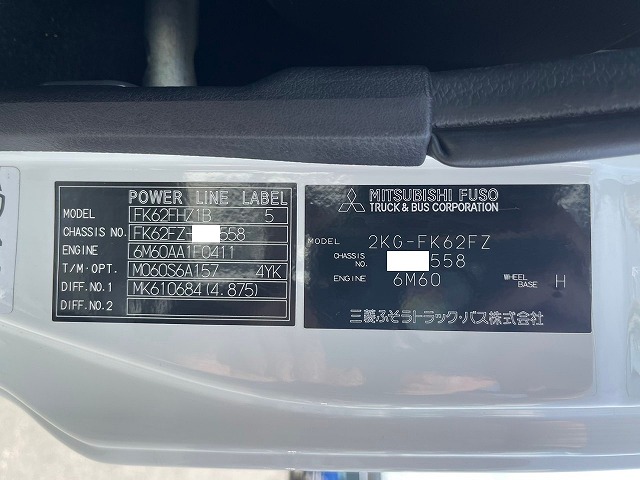 POWER LINE LABEL
MODEL FK62FH71B 5
CHASSIS NO. FK62FZ- 558
ENGINE 6M60AA1F0411
T/M·OPT. M060S6A157 4YK
DIFF.NO.1 MK610684(4.875)
DIFF.NO.2
MITSUBISHI FUSO
TRUCK & BUS CORPORATION
MODEL 2KG-FK62FZ
CHASSIS NO. 558
ENGINE 6M60 WHEEL BASE H
三菱ふそうトラック・バス株式会社